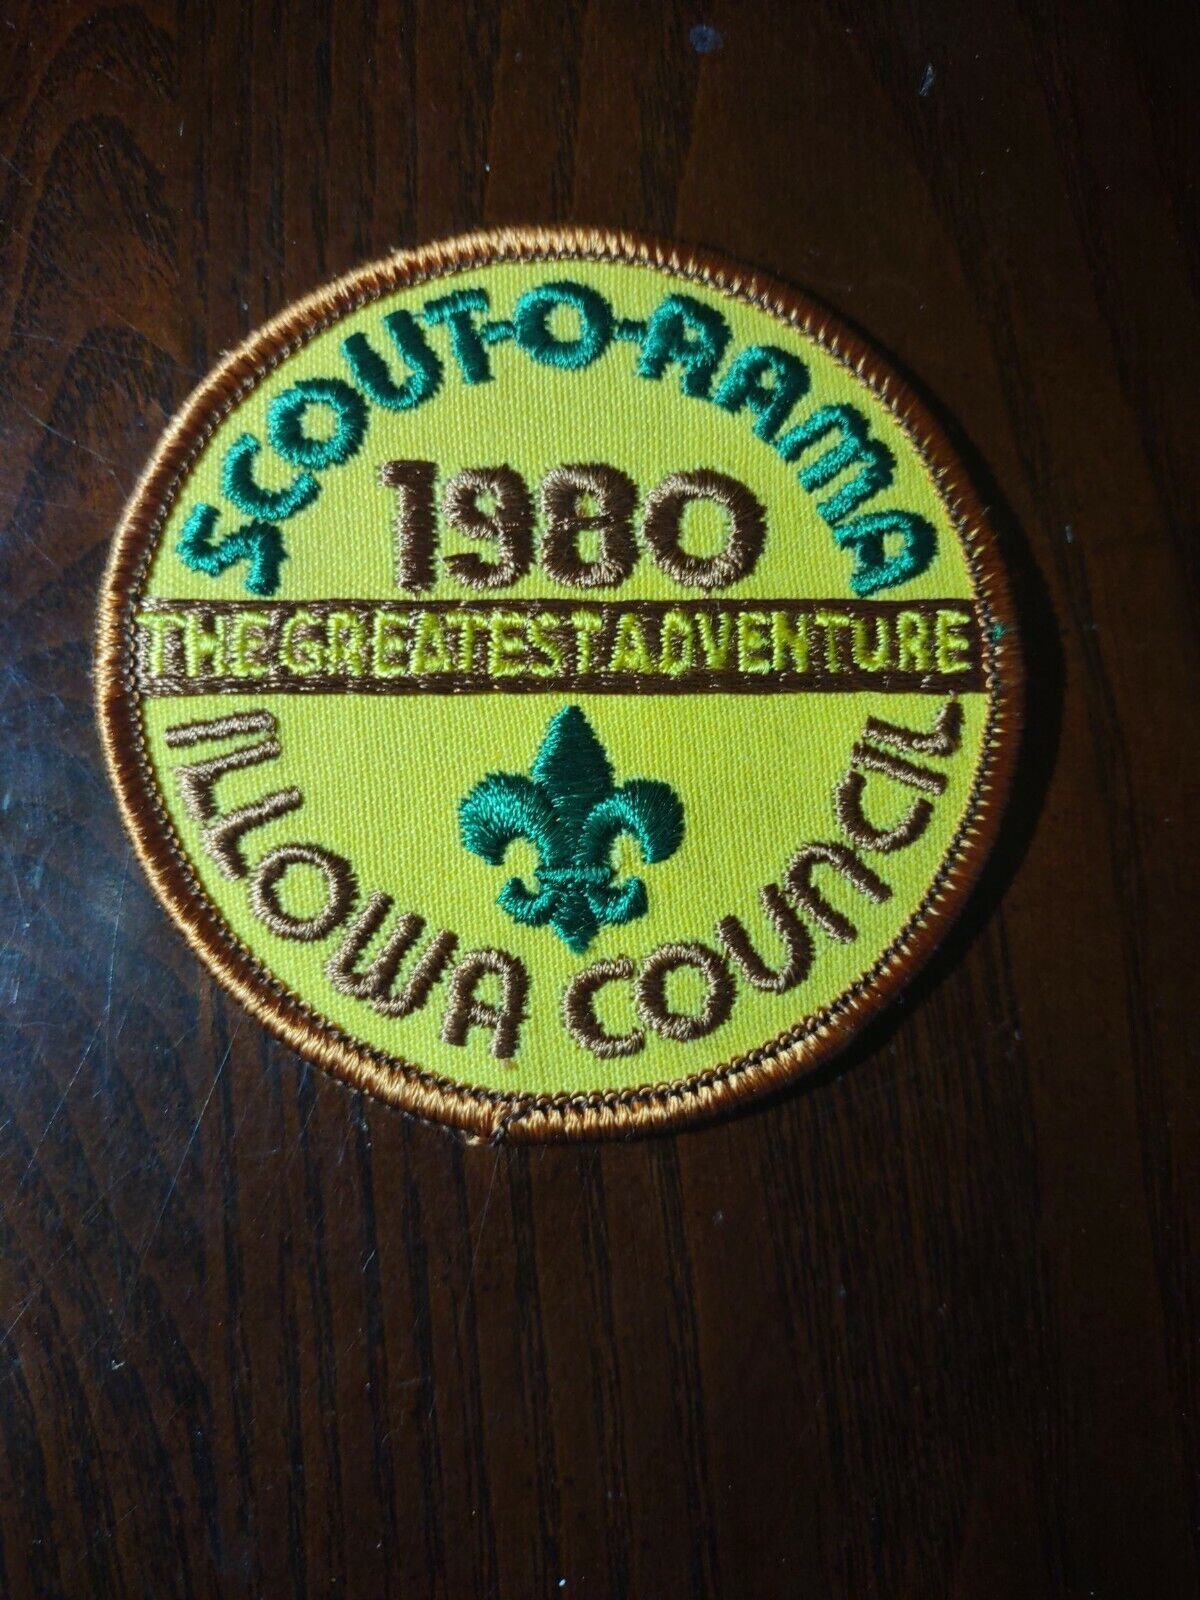 SCOUT-O-RAMA
1980
THE GREATEST ADVENTURE
ILLOWA COUNCIL